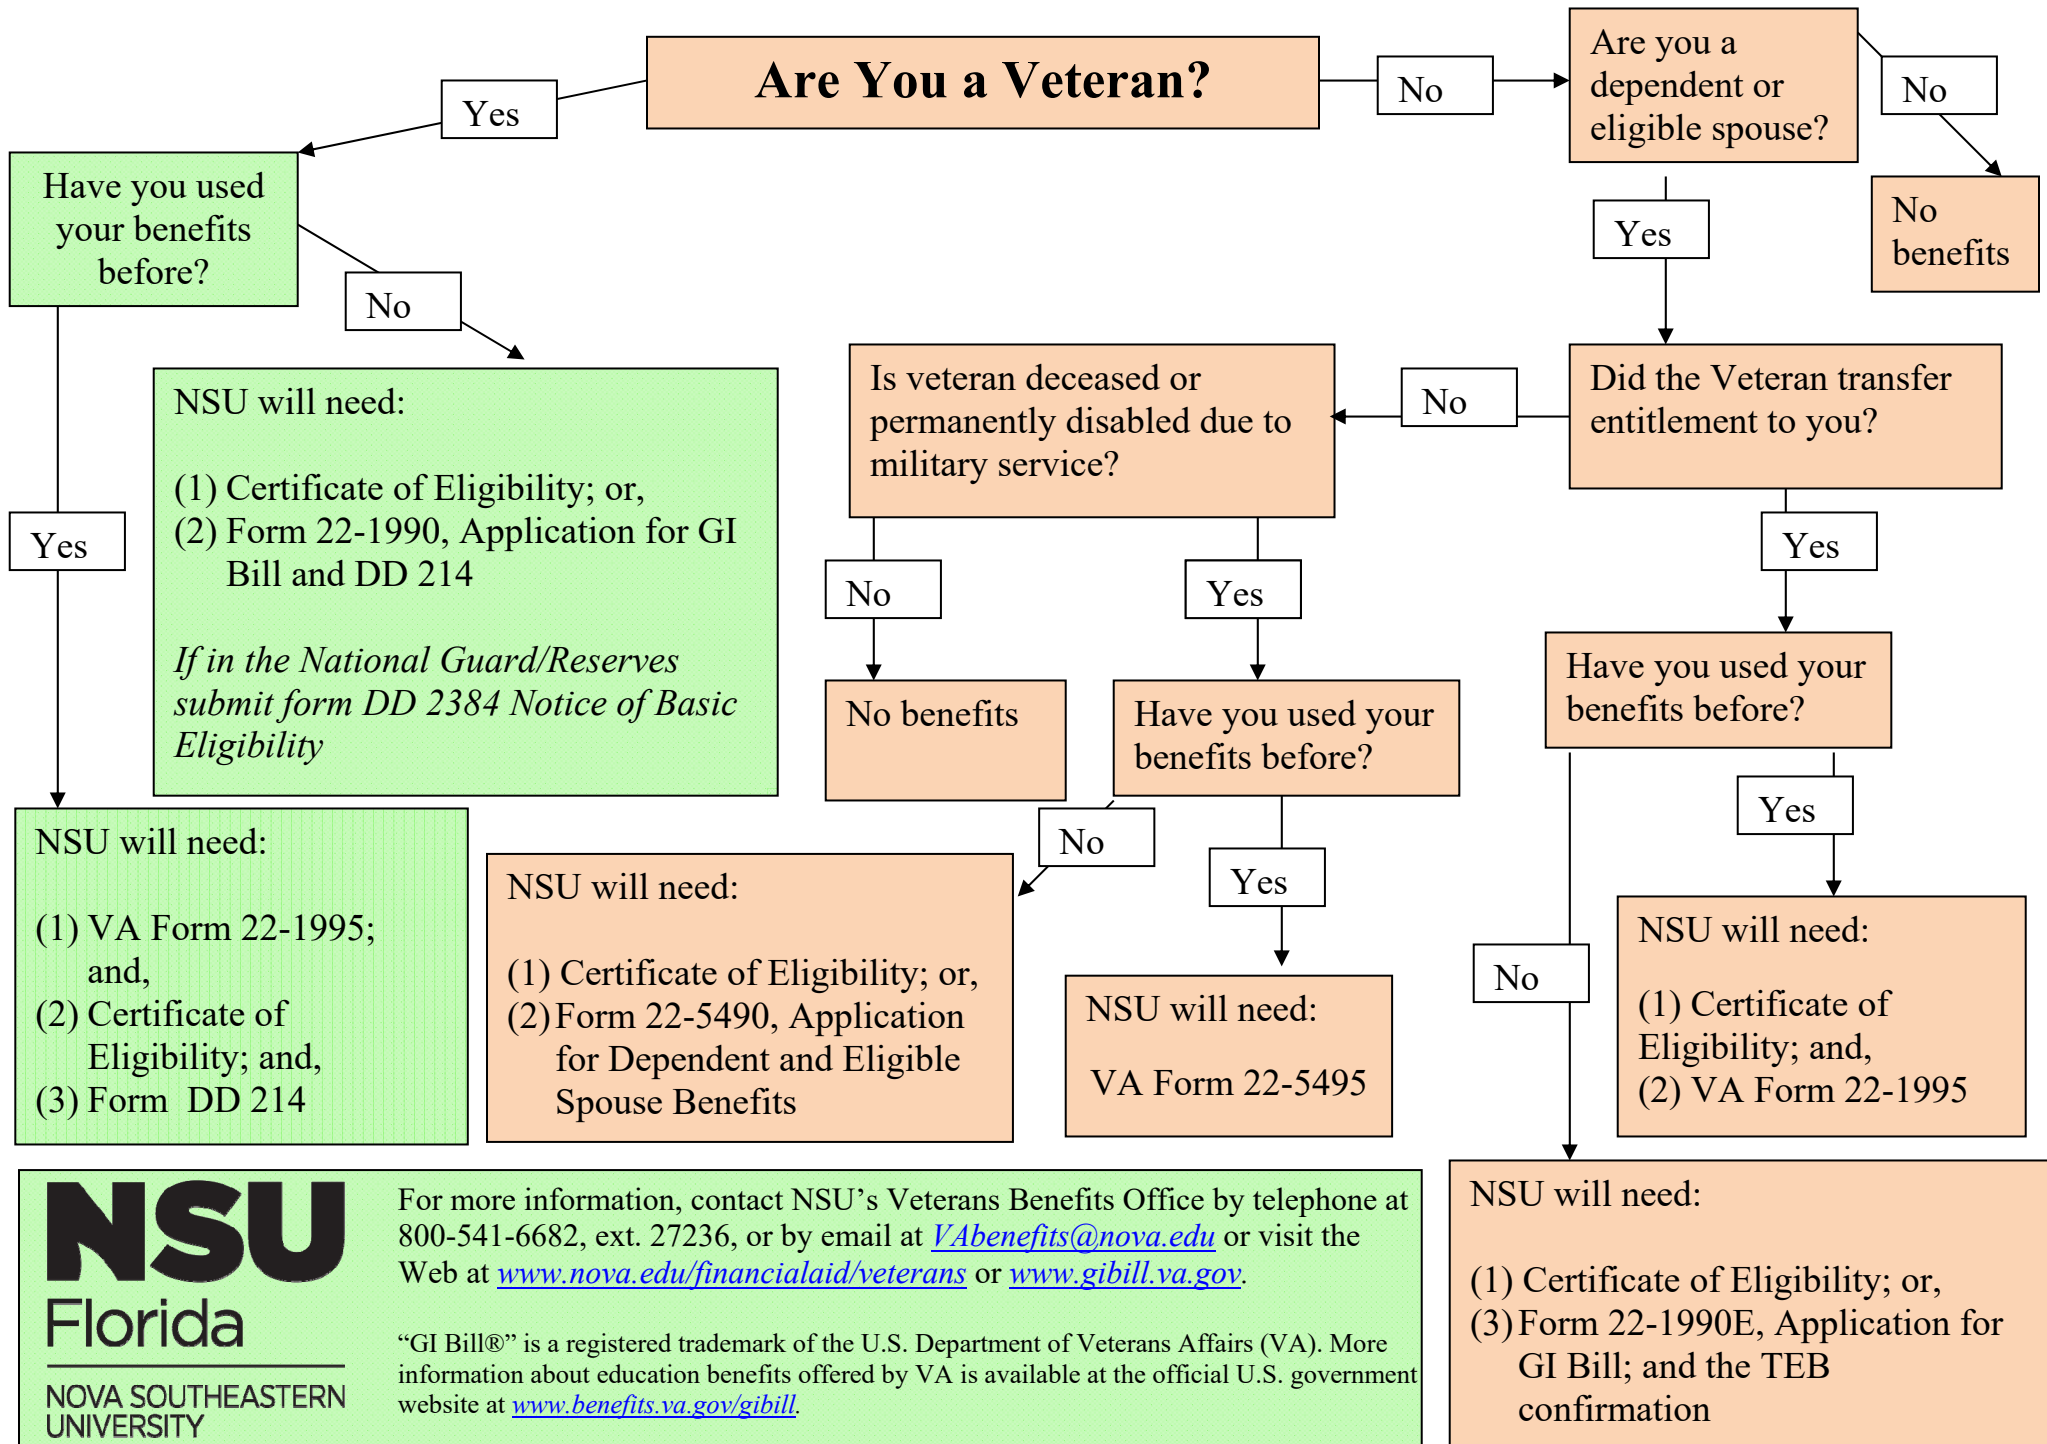 Are You a Veteran?
No
Are you a
dependent or
eligible spouse?
No
No
benefits
Yes
Yes
Have you used
your benefits
before?
No
Yes
NSU will need:
(1) Certificate of Eligibility; or,
(2) Form 22-1990, Application for GI
Bill and DD 214
If in the National Guard/Reserves
submit form DD 2384 Notice of Basic
Eligibility
NSU will need:
(1) VA Form 22-1995;
and,
(2) Certificate of
Eligibility; and,
(3) Form  DD 214
Did the Veteran transfer
entitlement to you?
No
Is veteran deceased or
permanently disabled due to
military service?
No
No benefits
Yes
Have you used your
benefits before?
No
NSU will need:
(1) Certificate of Eligibility; or,
(2) Form 22-5490, Application
for Dependent and Eligible
Spouse Benefits
Yes
NSU will need:
VA Form 22-5495
Yes
Have you used your
benefits before?
Yes
NSU will need:
(1) Certificate of
Eligibility; and,
(2) VA Form 22-1995
No
NSU will need:
(1) Certificate of Eligibility; or,
(3) Form 22-1990E, Application for
GI Bill; and the TEB
confirmation
NSU
Florida
NOVA SOUTHEASTERN
UNIVERSITY
For more information, contact NSU’s Veterans Benefits Office by telephone at
800-541-6682, ext. 27236, or by email at VAbenefits@nova.edu or visit the
Web at www.nova.edu/financialaid/veterans or www.gibill.va.gov.
“GI Bill®” is a registered trademark of the U.S. Department of Veterans Affairs (VA). More
information about education benefits offered by VA is available at the official U.S. government
website at www.benefits.va.gov/gibill.